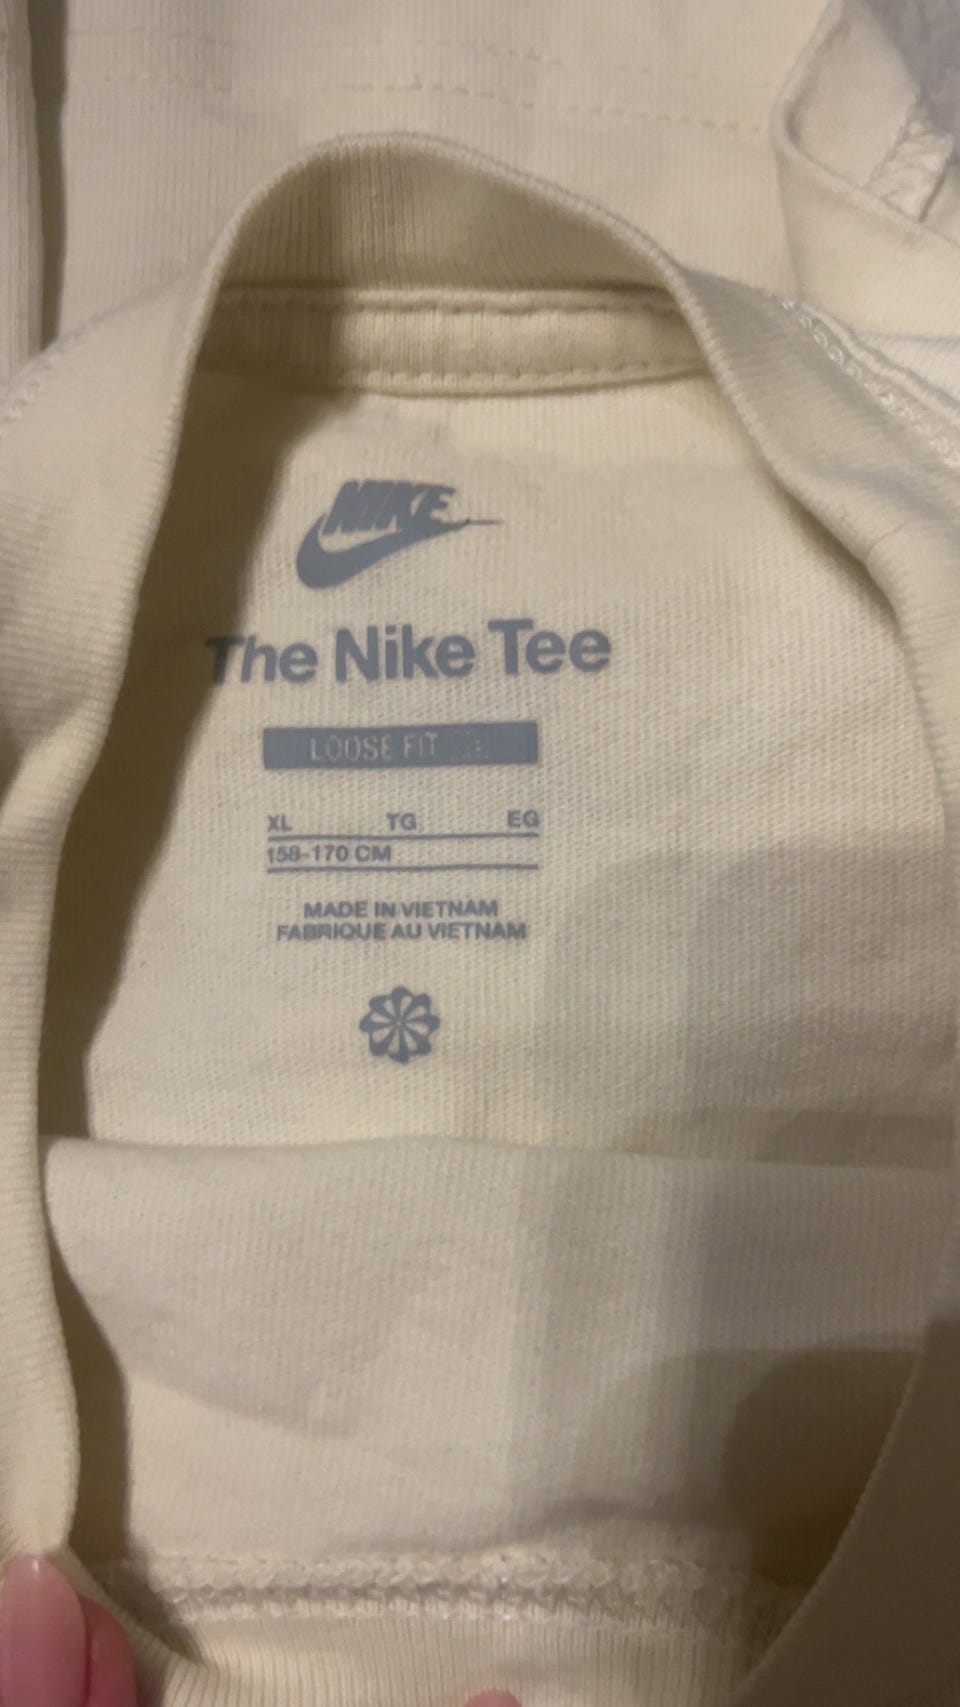 NIKE
The Nike Tee
LOOSE FIT
XL TG EG
158-170 CM
MADE IN VIETNAM
FABRIQUE AU VIETNAM